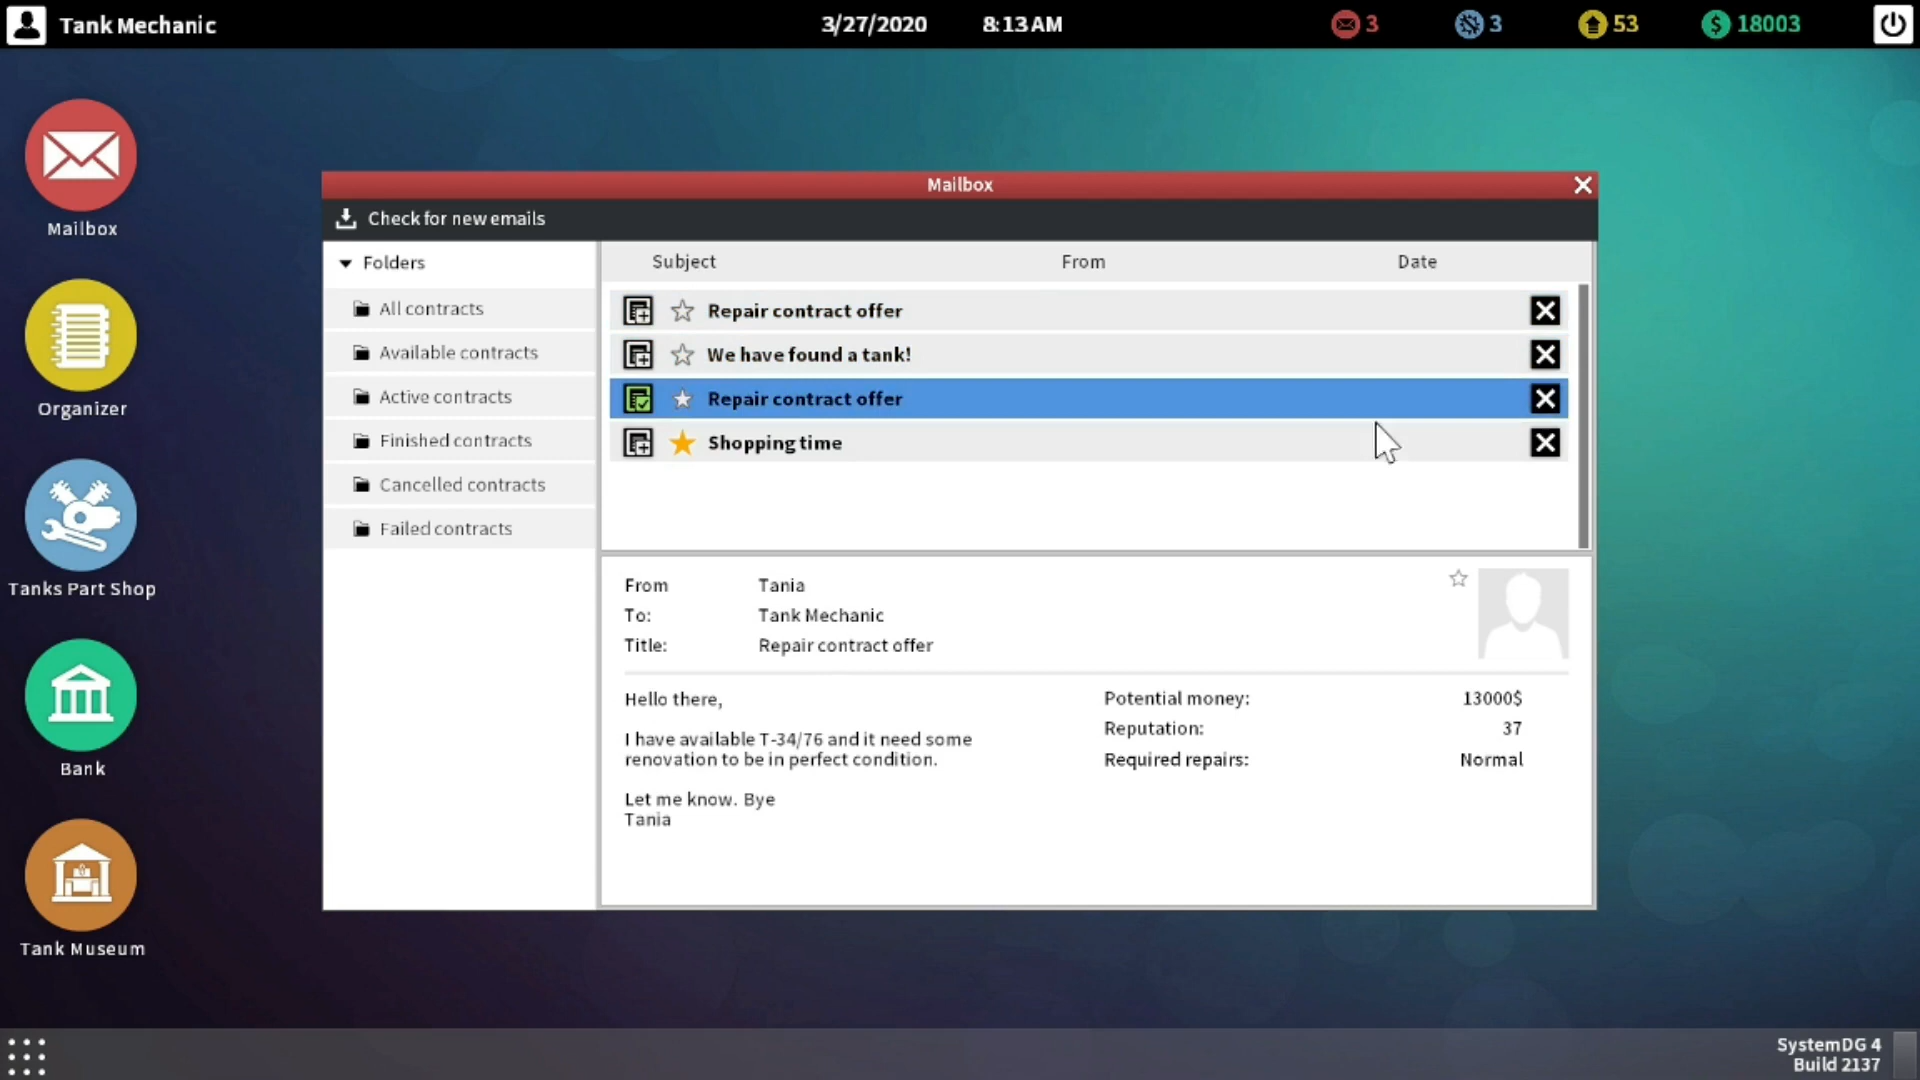 Tank Mechanic 3/27/2020 8:13 AM 3 3 53 18003
Mailbox
Organizer
Tanks Part Shop
Bank
Tank Museum
Mailbox
Check for new emails
Folders
All contracts
Available contracts
Active contracts
Finished contracts
Cancelled contracts
Failed contracts
Subject From Date
Repair contract offer
We have found a tank!
Repair contract offer
Shopping time
From Tania
To: Tank Mechanic
Title: Repair contract offer
Hello there,
I have available T-34/76 and it need some
renovation to be in perfect condition.
Let me know. Bye
Tania
Potential money: 13000$
Reputation: 37
Required repairs: Normal
SystemDG 4
Build 2137